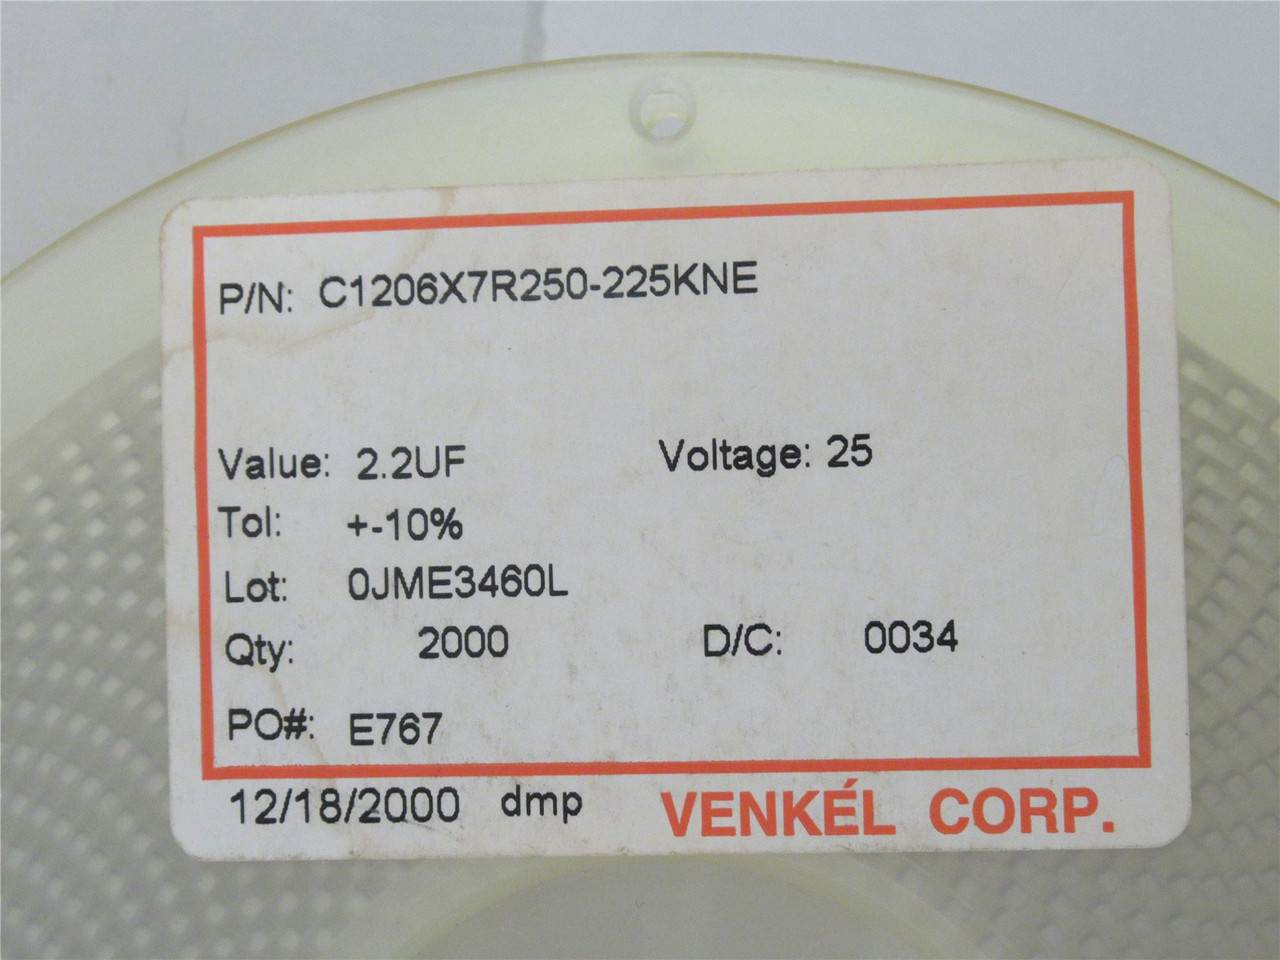 P/N: C1206X7R250-225KNE
Value: 2.2UF Voltage: 25
Tol: +-10%
Lot: 0JME3460L
Qty: 2000 D/C: 0034
PO#: E767
12/18/2000 dmp VENKÉL CORP.